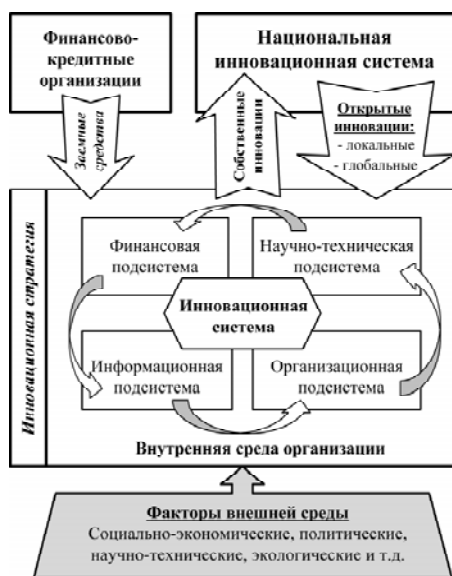 Финансово-
кредитные
организации
Национальная
инновационная система
Заемные
средства
Собственные
инновации
Открытые
инновации:
- локальные
- глобальные
Инновационная стратегия
Финансовая
подсистема
Научно-техническая
подсистема
Инновационная
система
Информационная
подсистема
Организационная
подсистема
Внутренняя среда организации
Факторы внешней среды
Социально-экономические, политические,
научно-технические, экологические и т.д.